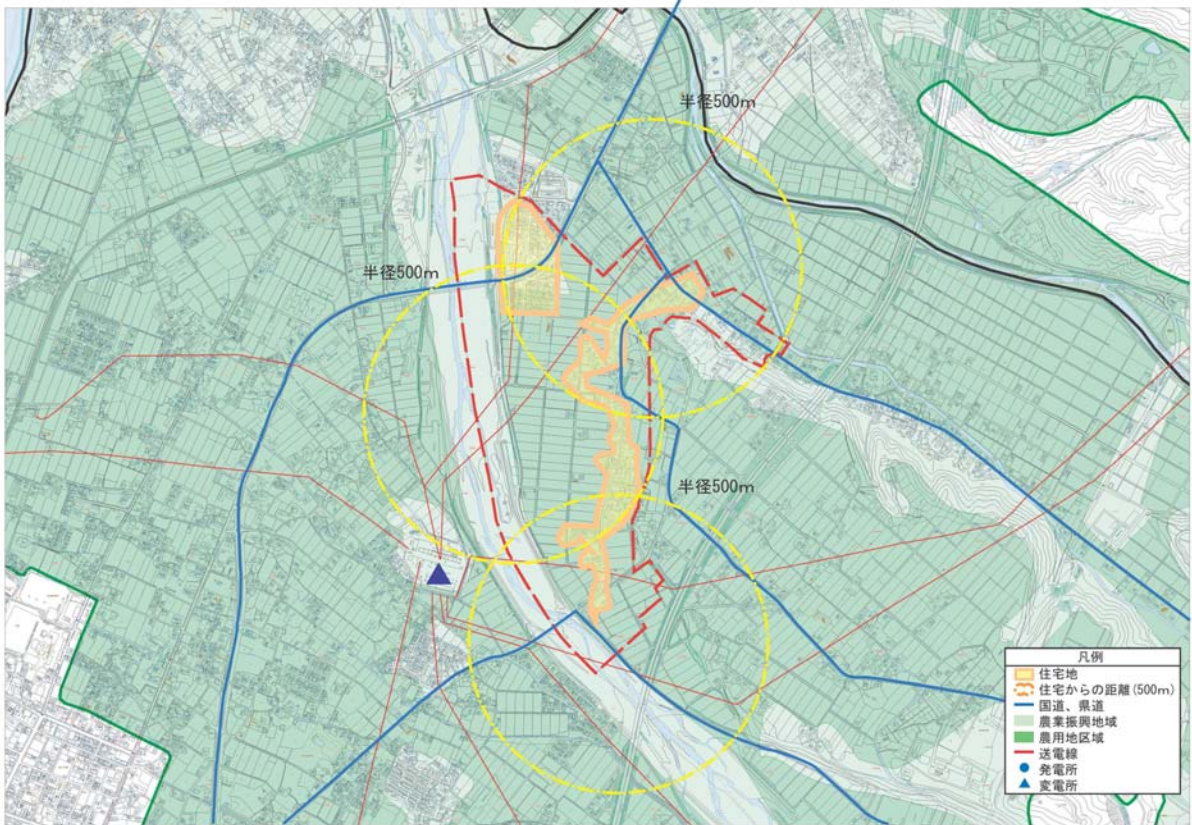 半径500m
半径500m
半径500m
凡例
住宅地
住宅からの距離(500m)
国道、県道
農業振興地域
農用地区域
送電線
発電所
変電所